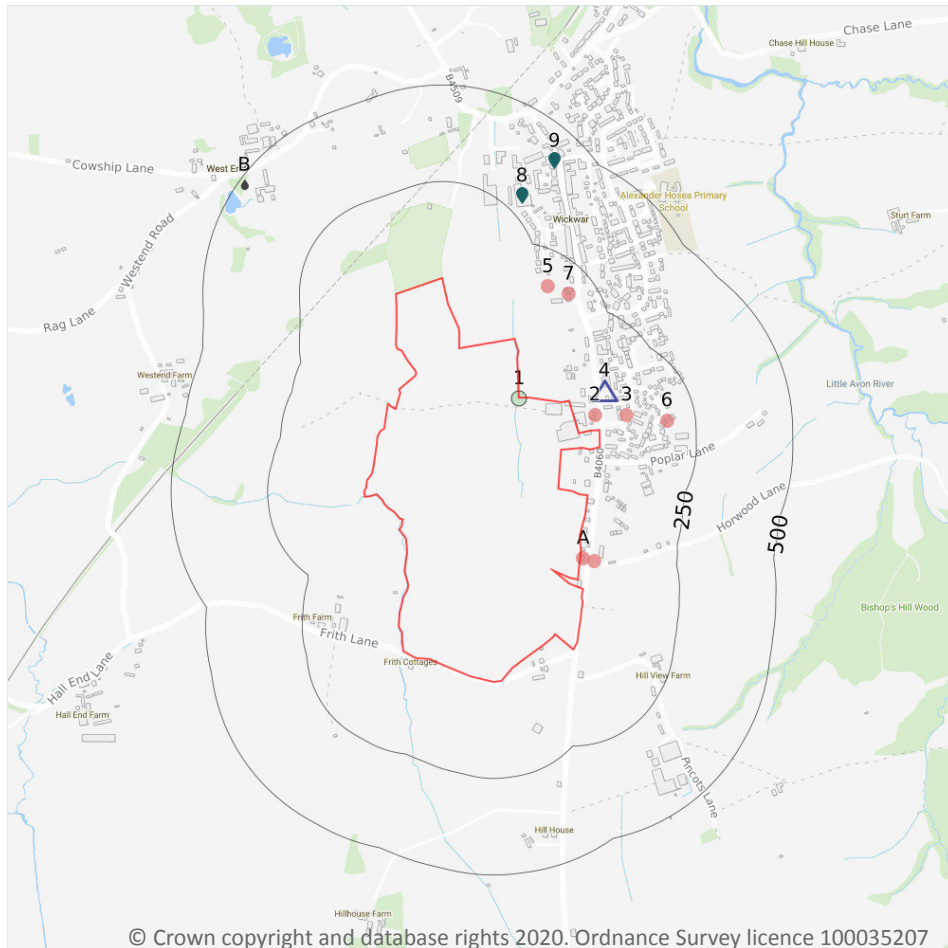 Chase Lane
Chase Hill House
B4509
9
Cowship Lane
West En
B
8
Alexander Hosea Primary
School
Wickwar
Sturt Farm
Westend Road
5
7
Rag Lane
Westend Farm
4
1
2
3
6
Little Avon River
Poplar Lane
B4060
Horwood Lane
250
500
A
Bishop's Hill Wood
Frith Farm
Frith Lane
Frith Cottages
Hall End Lane
Hill View Farm
Hall End Farm
Pincots Lane
Hill House
Hillhouse Farm
© Crown copyright and database rights 2020. Ordnance Survey licence 100035207